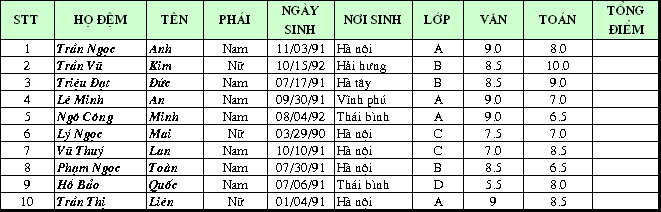 STT HỌ ĐỆM TÊN PHÁI NGÀY SINH NƠI SINH LỚP VĂN TOÁN TỔNG ĐIỂM
1 Trần Ngọc Anh Nam 11/03/91 Hà nội A 9.0 8.0
2 Trần Vũ Kim Nữ 10/15/92 Hải hưng B 8.5 10.0
3 Triệu Đạt Đức Nam 07/17/91 Hà tây B 8.5 9.0
4 Lê Minh An Nam 09/30/91 Vĩnh phú A 9.0 7.0
5 Ngô Công Minh Nam 08/04/92 Thái bình A 9.0 6.5
6 Lý Ngọc Mai Nữ 03/29/90 Hà nội C 7.5 7.0
7 Vũ Thuý Lan Nam 10/10/91 Hà nội C 7.0 8.5
8 Phạm Ngọc Toàn Nam 07/30/91 Hà nội B 8.5 6.5
9 Hồ Bảo Quốc Nam 07/06/91 Thái bình D 5.5 8.0
10 Trần Thị Liên Nữ 01/04/91 Hà nội A 9 8.5